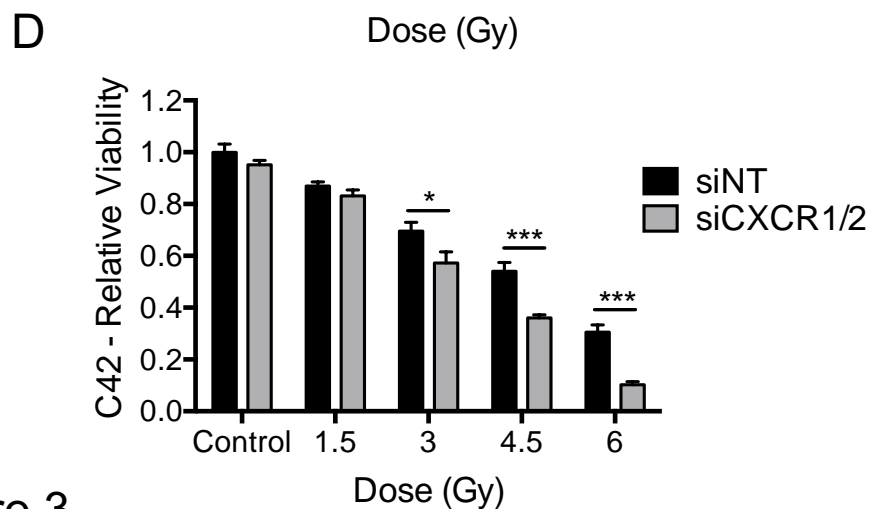 D
Dose (Gy)
C42 - Relative Viability
1.2
1.0
0.8
0.6
0.4
0.2
0.0
*
***
***
siNT
siCXCR1/2
Control 1.5 3 4.5 6
Dose (Gy)
3